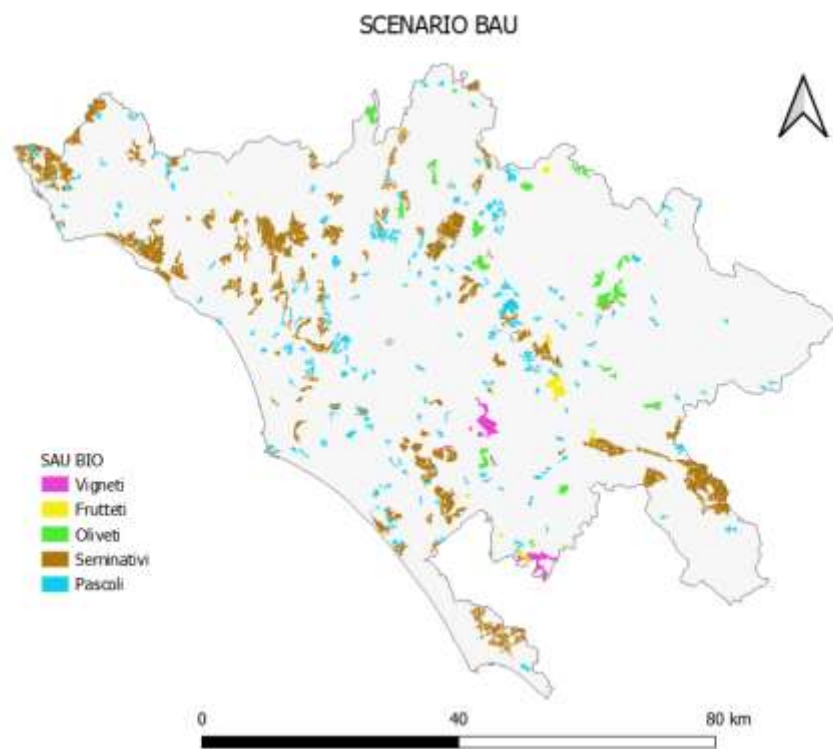 SCENARIO BAU
SAU BIO
Vigneti
Frutteti
Oliveti
Seminativi
Pascoli
0 40 80 km